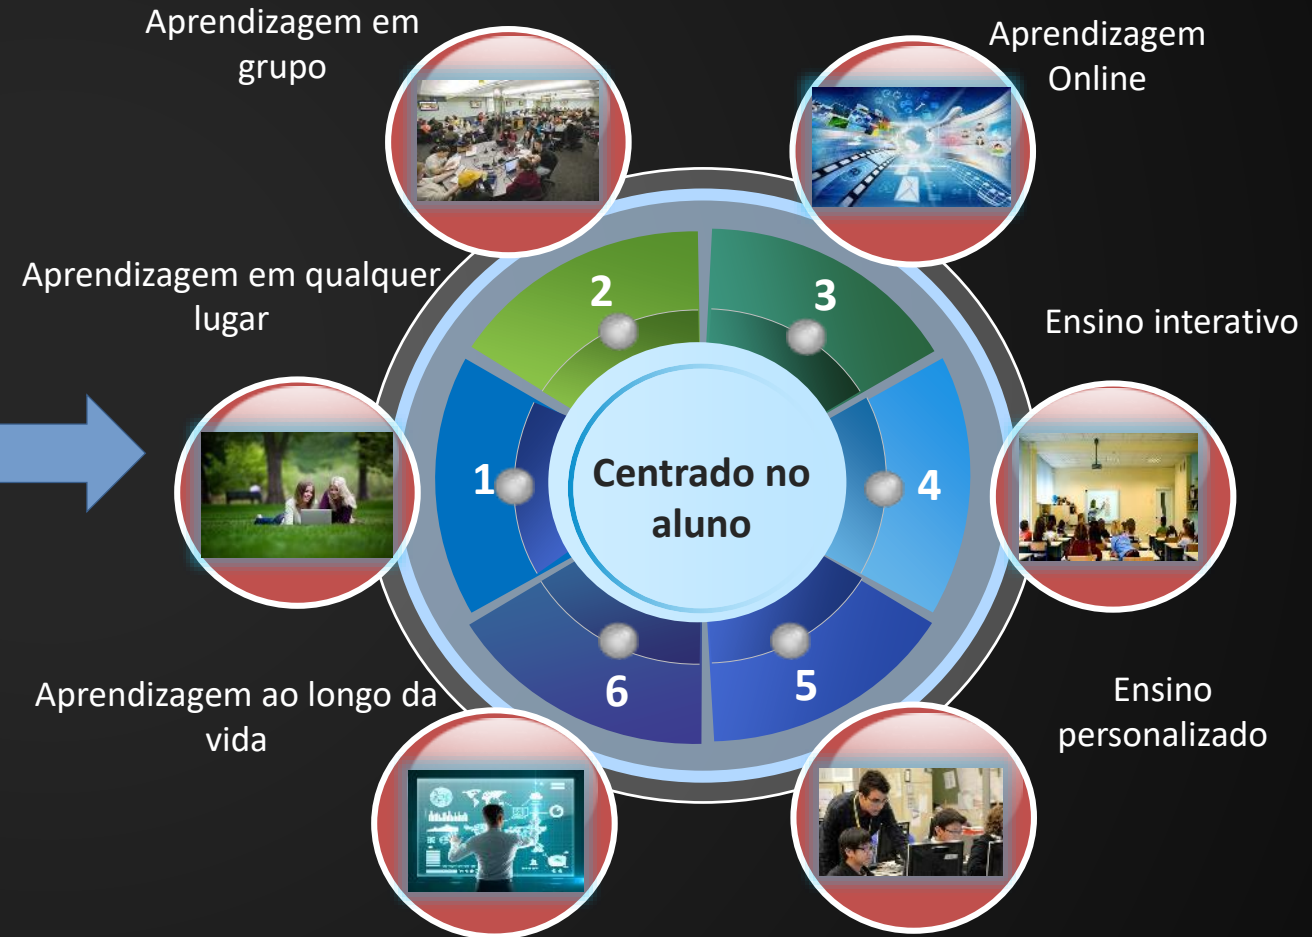 Aprendizagem em
grupo
Aprendizagem
Online
Aprendizagem em qualquer
lugar
Ensino interativo
2
3
1
Centrado no
aluno
4
6
5
Aprendizagem ao longo da
vida
Ensino
personalizado